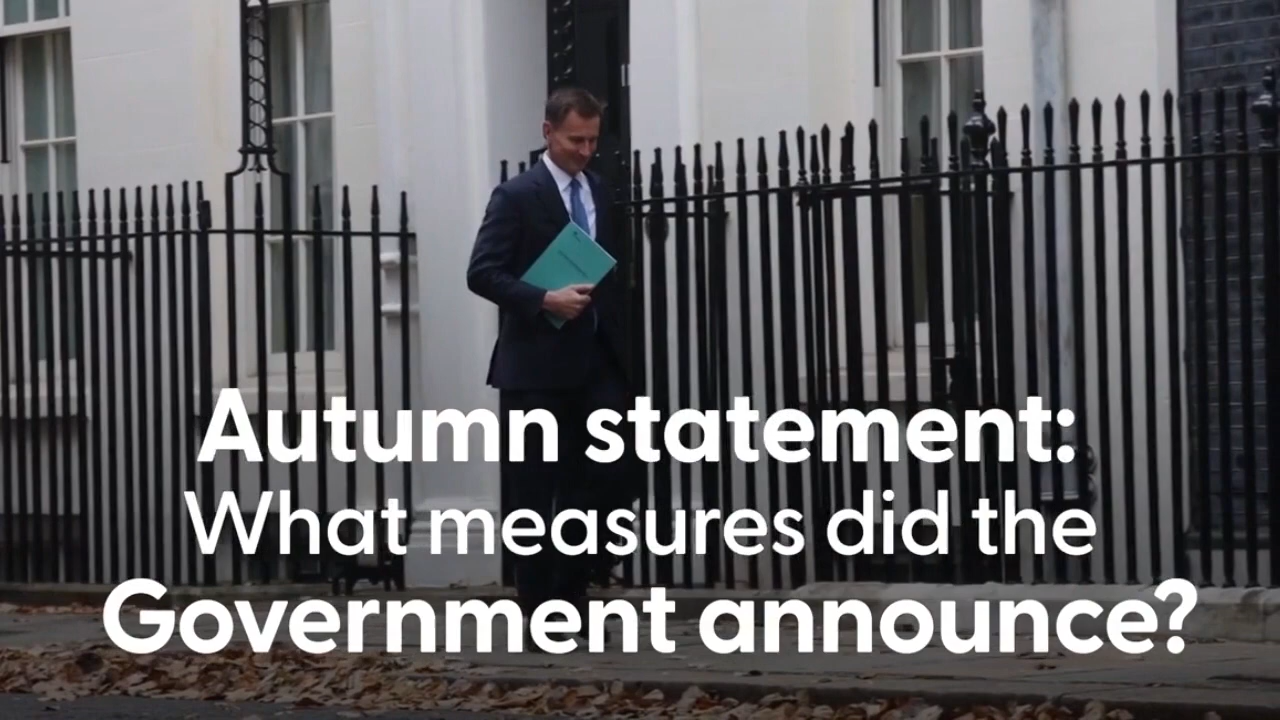 Autumn statement:
What measures did the
Government announce?